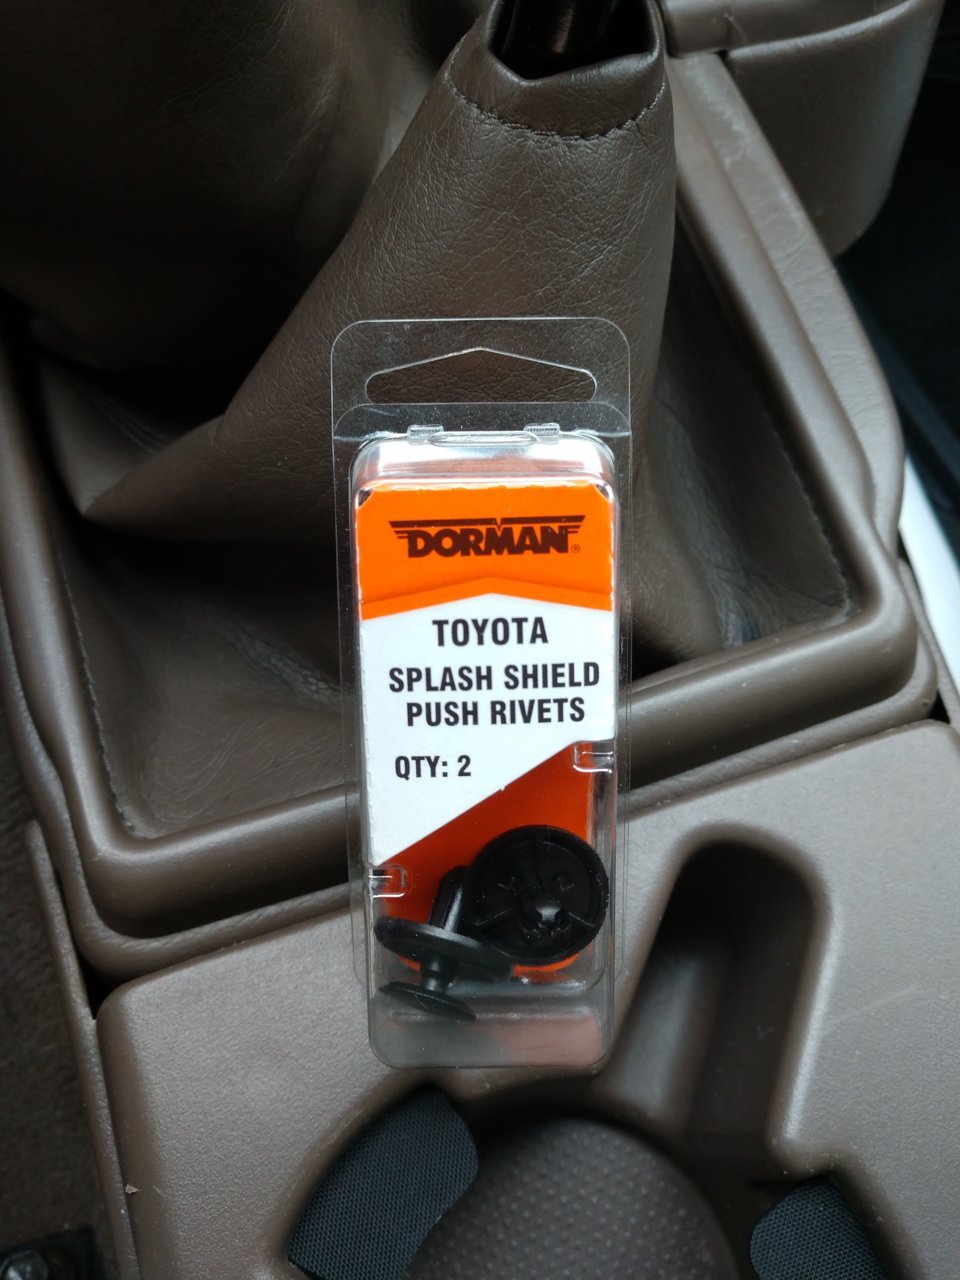 DORMAN®
TOYOTA
SPLASH SHIELD
PUSH RIVETS
QTY: 2